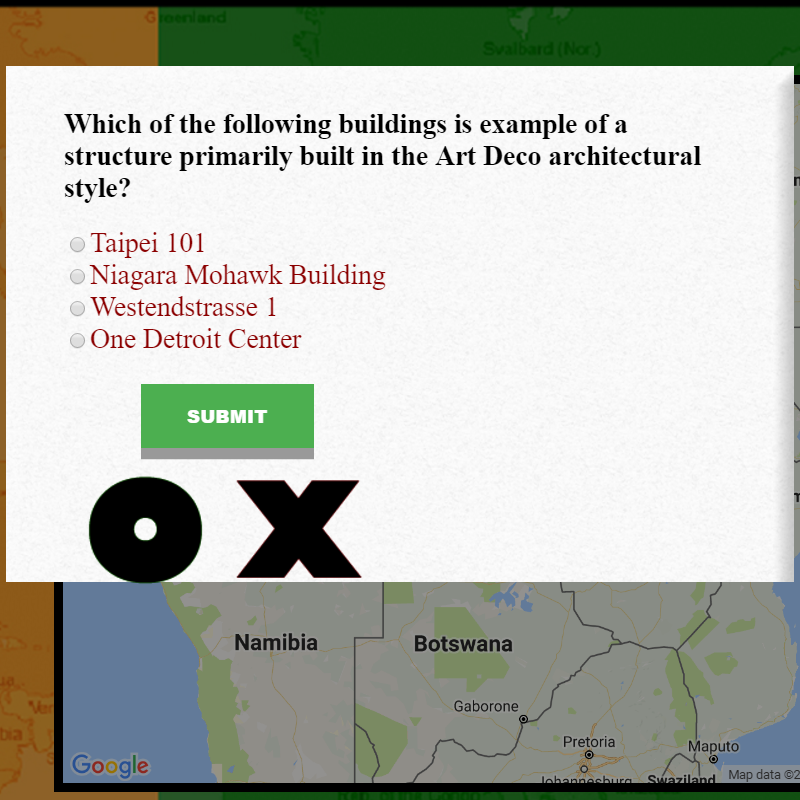 Greenland
Svalbard (Nor.)
Which of the following buildings is example of a
structure primarily built in the Art Deco architectural
style?
Taipei 101
Niagara Mohawk Building
Westendstrasse 1
One Detroit Center
SUBMIT
O X
Namibia
Botswana
Gaborone
Pretoria
Maputo
Johannesburg
Swaziland
Google
Map data ©2